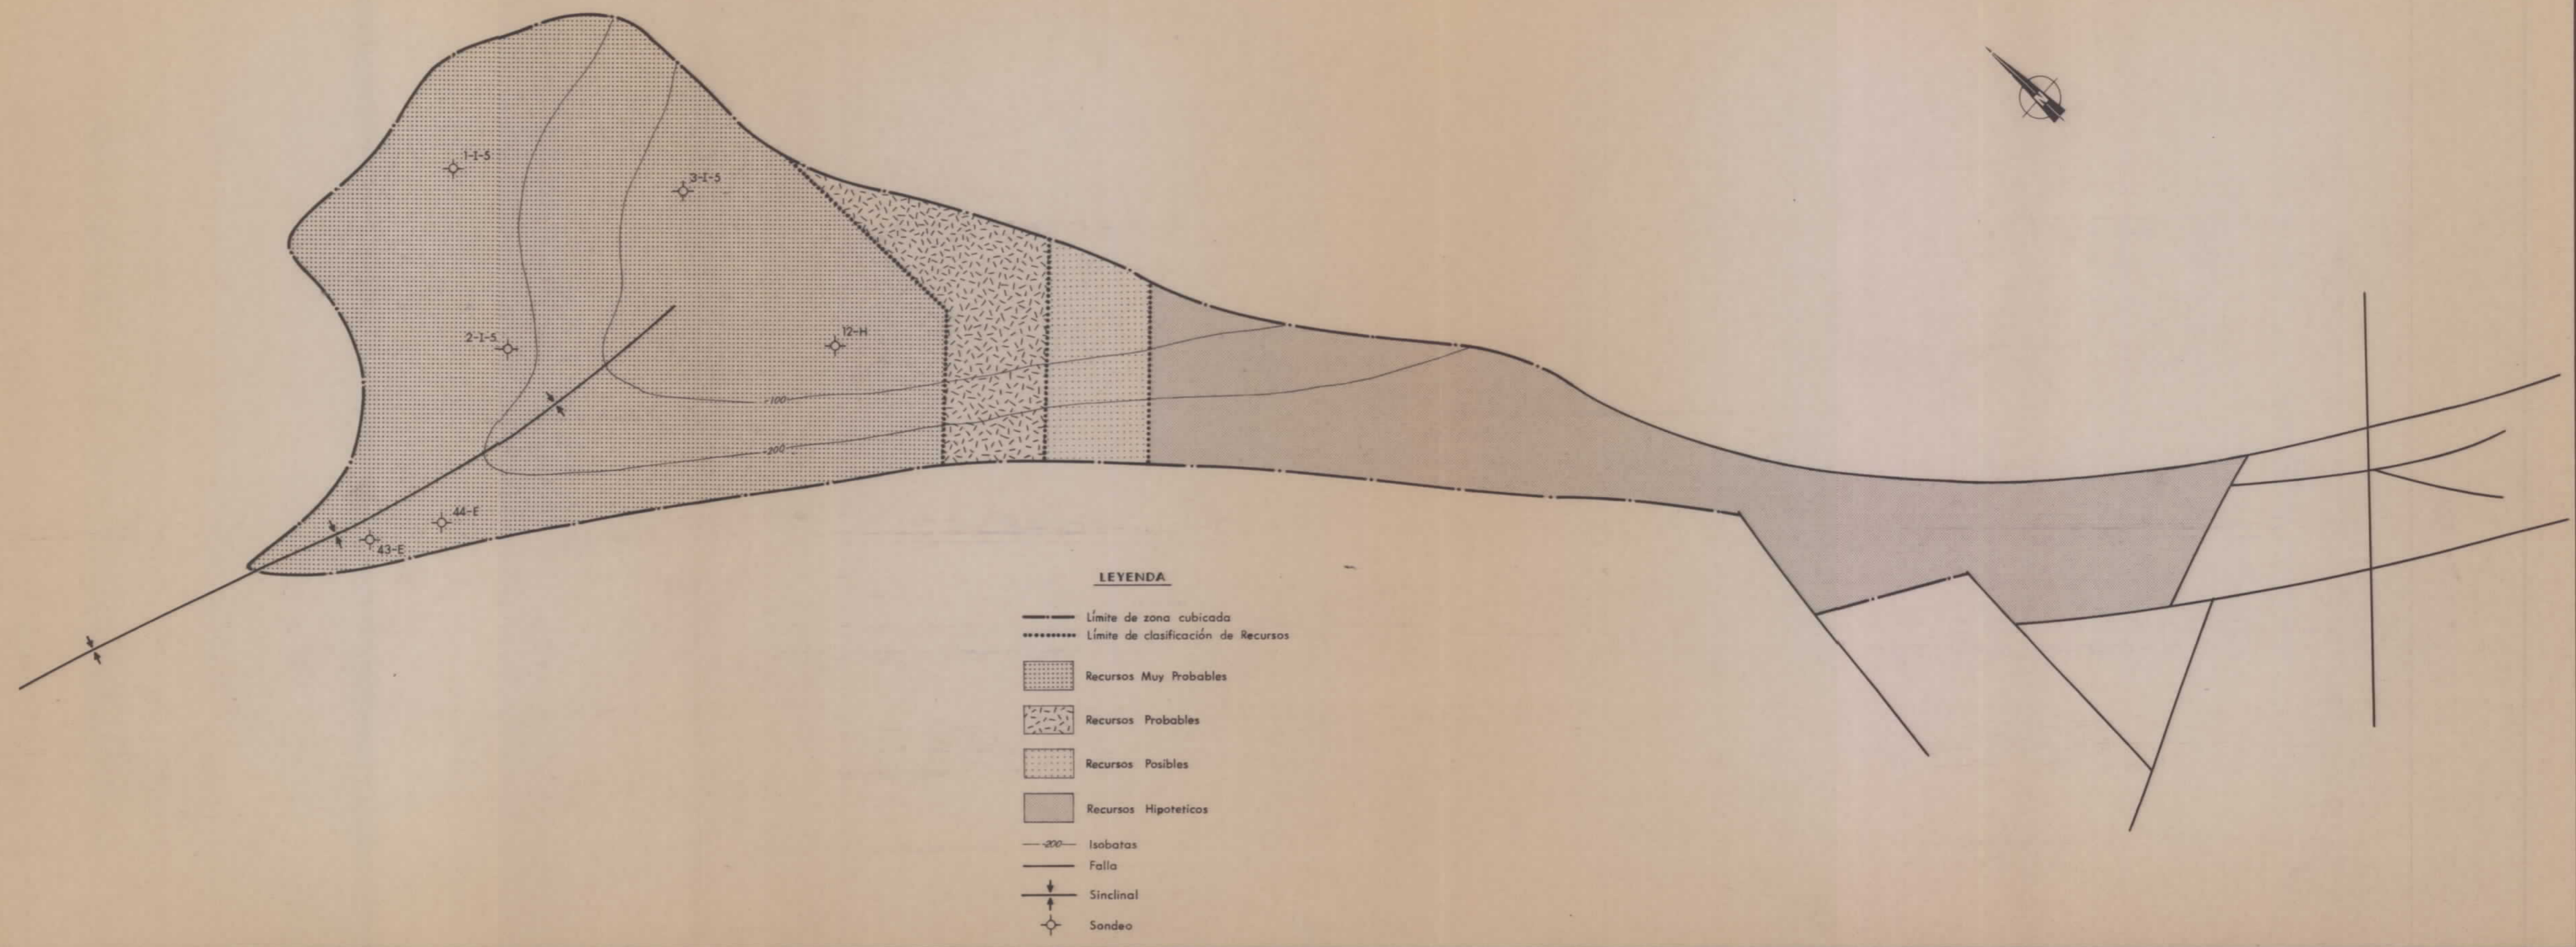 N
1-I-5
3-I-5
2-I-5
12-H
-100-
-200-
44-E
43-E
LEYENDA
Límite de zona cubicada
Límite de clasificación de Recursos
Recursos Muy Probables
Recursos Probables
Recursos Posibles
Recursos Hipoteticos
-200- Isobatas
Falla
Sinclinal
Sondeo